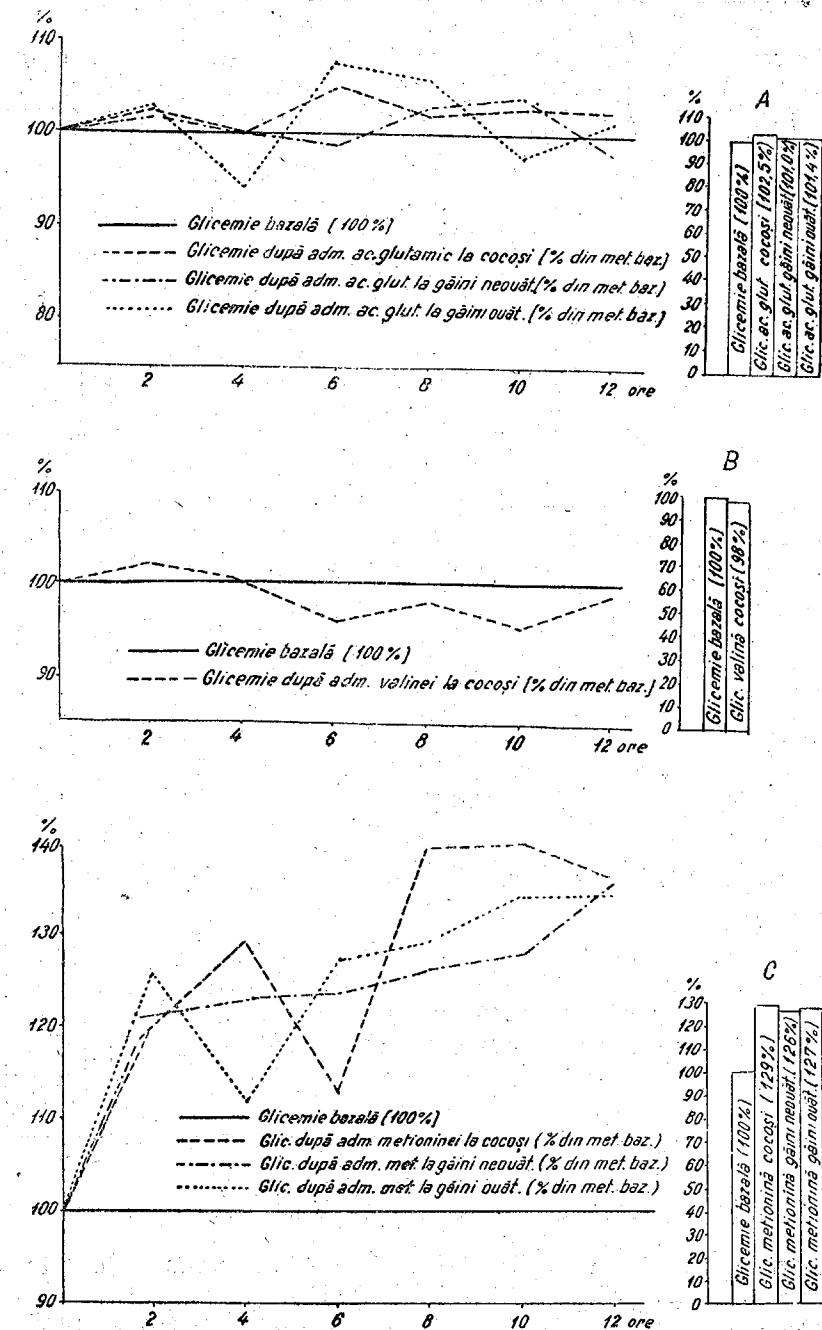 %
110
100
90
80
Glicemie bazală [100%]
Glicemie după adm. ac.glutamic la cocoși [% din met. baz.]
Glicemie după adm. ac.glut. la găini neouăt.[% din met. baz.]
Glicemie după adm. ac.glut. la găini ouăt. [% din met. baz.]
2 4 6 8 10 12 ore
A
%
110
100
90
80
70
60
50
40
30
20
10
0
Glicemie bazală (100%)
Glic. ac.glut cocoși (102,5%)
Glic. ac.glut găini neouăt(101,0%)
Glic. ac.glut găini ouăt. (101,4%)
%
110
100
90
Glicemie bazală [100%]
Glicemie după adm. valinei la cocoși [% din met. baz.]
2 4 6 8 10 12 ore
B
%
100
90
80
70
60
50
40
30
20
10
0
Glicemie bazală (100%)
Glic. valină cocoși (98%)
%
140
130
120
110
100
90
Glicemie bazală (100%)
Glic. după adm. metioninei la cocoși (% din met. baz.)
Glic. după adm. met. la găini neouăt. (% din met. baz.)
Glic. după adm. met. la găini ouăt. (% din met. baz.)
2 4 6 8 10 12 ore
C
%
130
120
110
100
90
80
70
60
50
40
30
20
10
0
Glicemie bazală (100%)
Glic. metionină cocoși (129%)
Glic. metionină găini neouăt. (126%)
Glic. metionină găini ouăt. (127%)